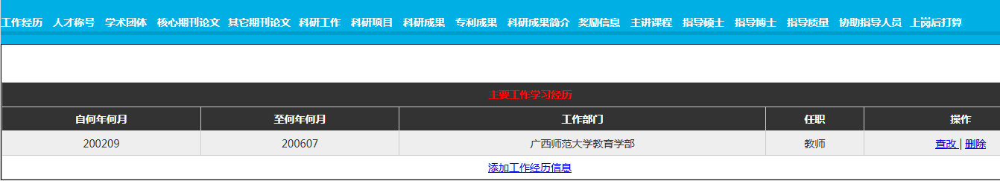 工作经历 人才称号 学术团体 核心期刊论文 其它期刊论文 科研工作 科研项目 科研成果 专利成果 科研成果简介 奖励信息 主讲课程 指导硕士 指导博士 指导质量 协助指导人员 上岗后打算
主要工作学习经历
自何年何月 至何年何月 工作部门 任职 操作
200209 200607 广西师范大学教育学部 教师 查改 | 删除
添加工作经历信息